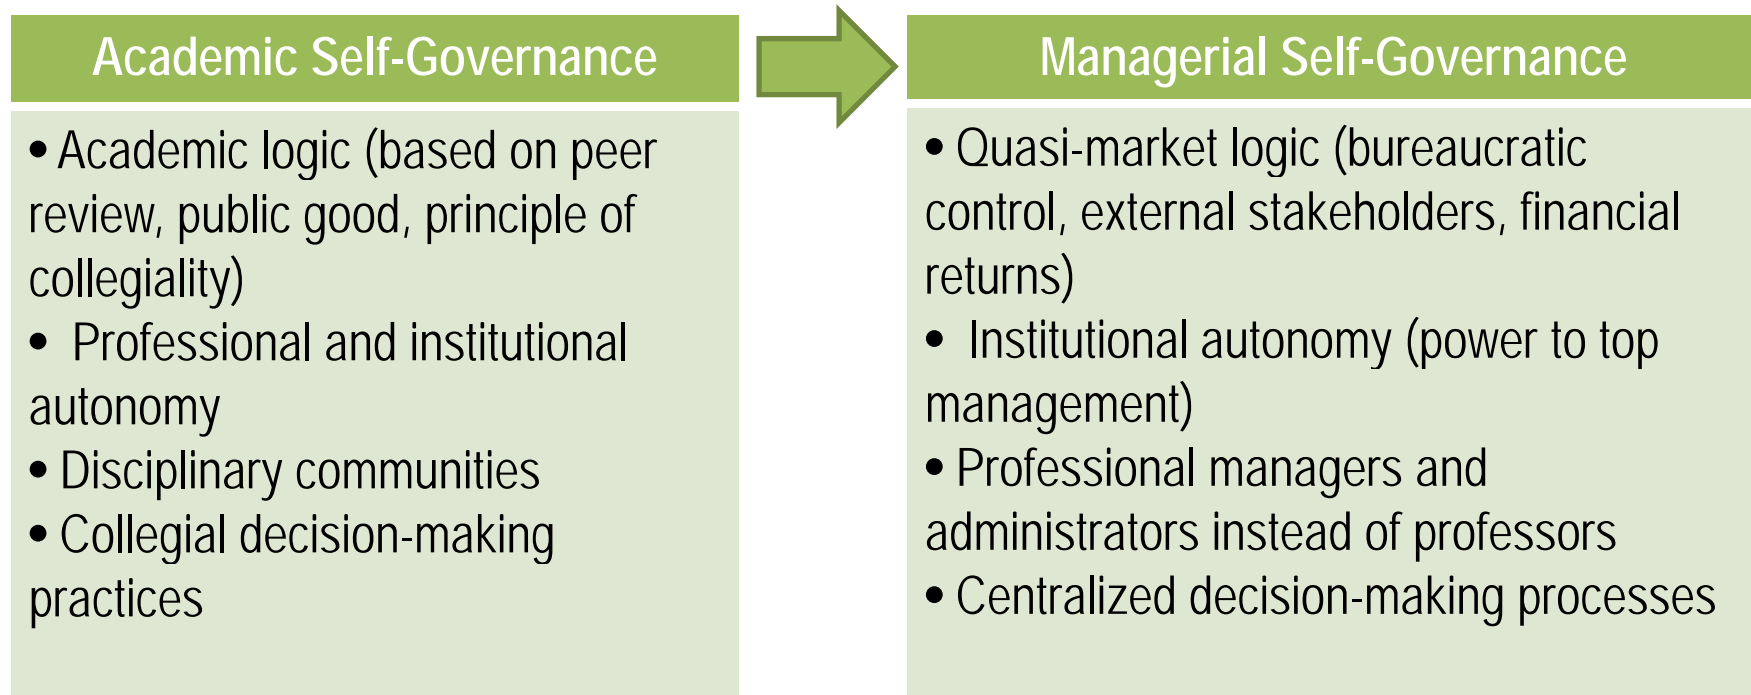 Academic Self-Governance
• Academic logic (based on peer
review, public good, principle of
collegiality)
• Professional and institutional
autonomy
• Disciplinary communities
• Collegial decision-making
practices
Managerial Self-Governance
• Quasi-market logic (bureaucratic
control, external stakeholders, financial
returns)
• Institutional autonomy (power to top
management)
• Professional managers and
administrators instead of professors
• Centralized decision-making processes